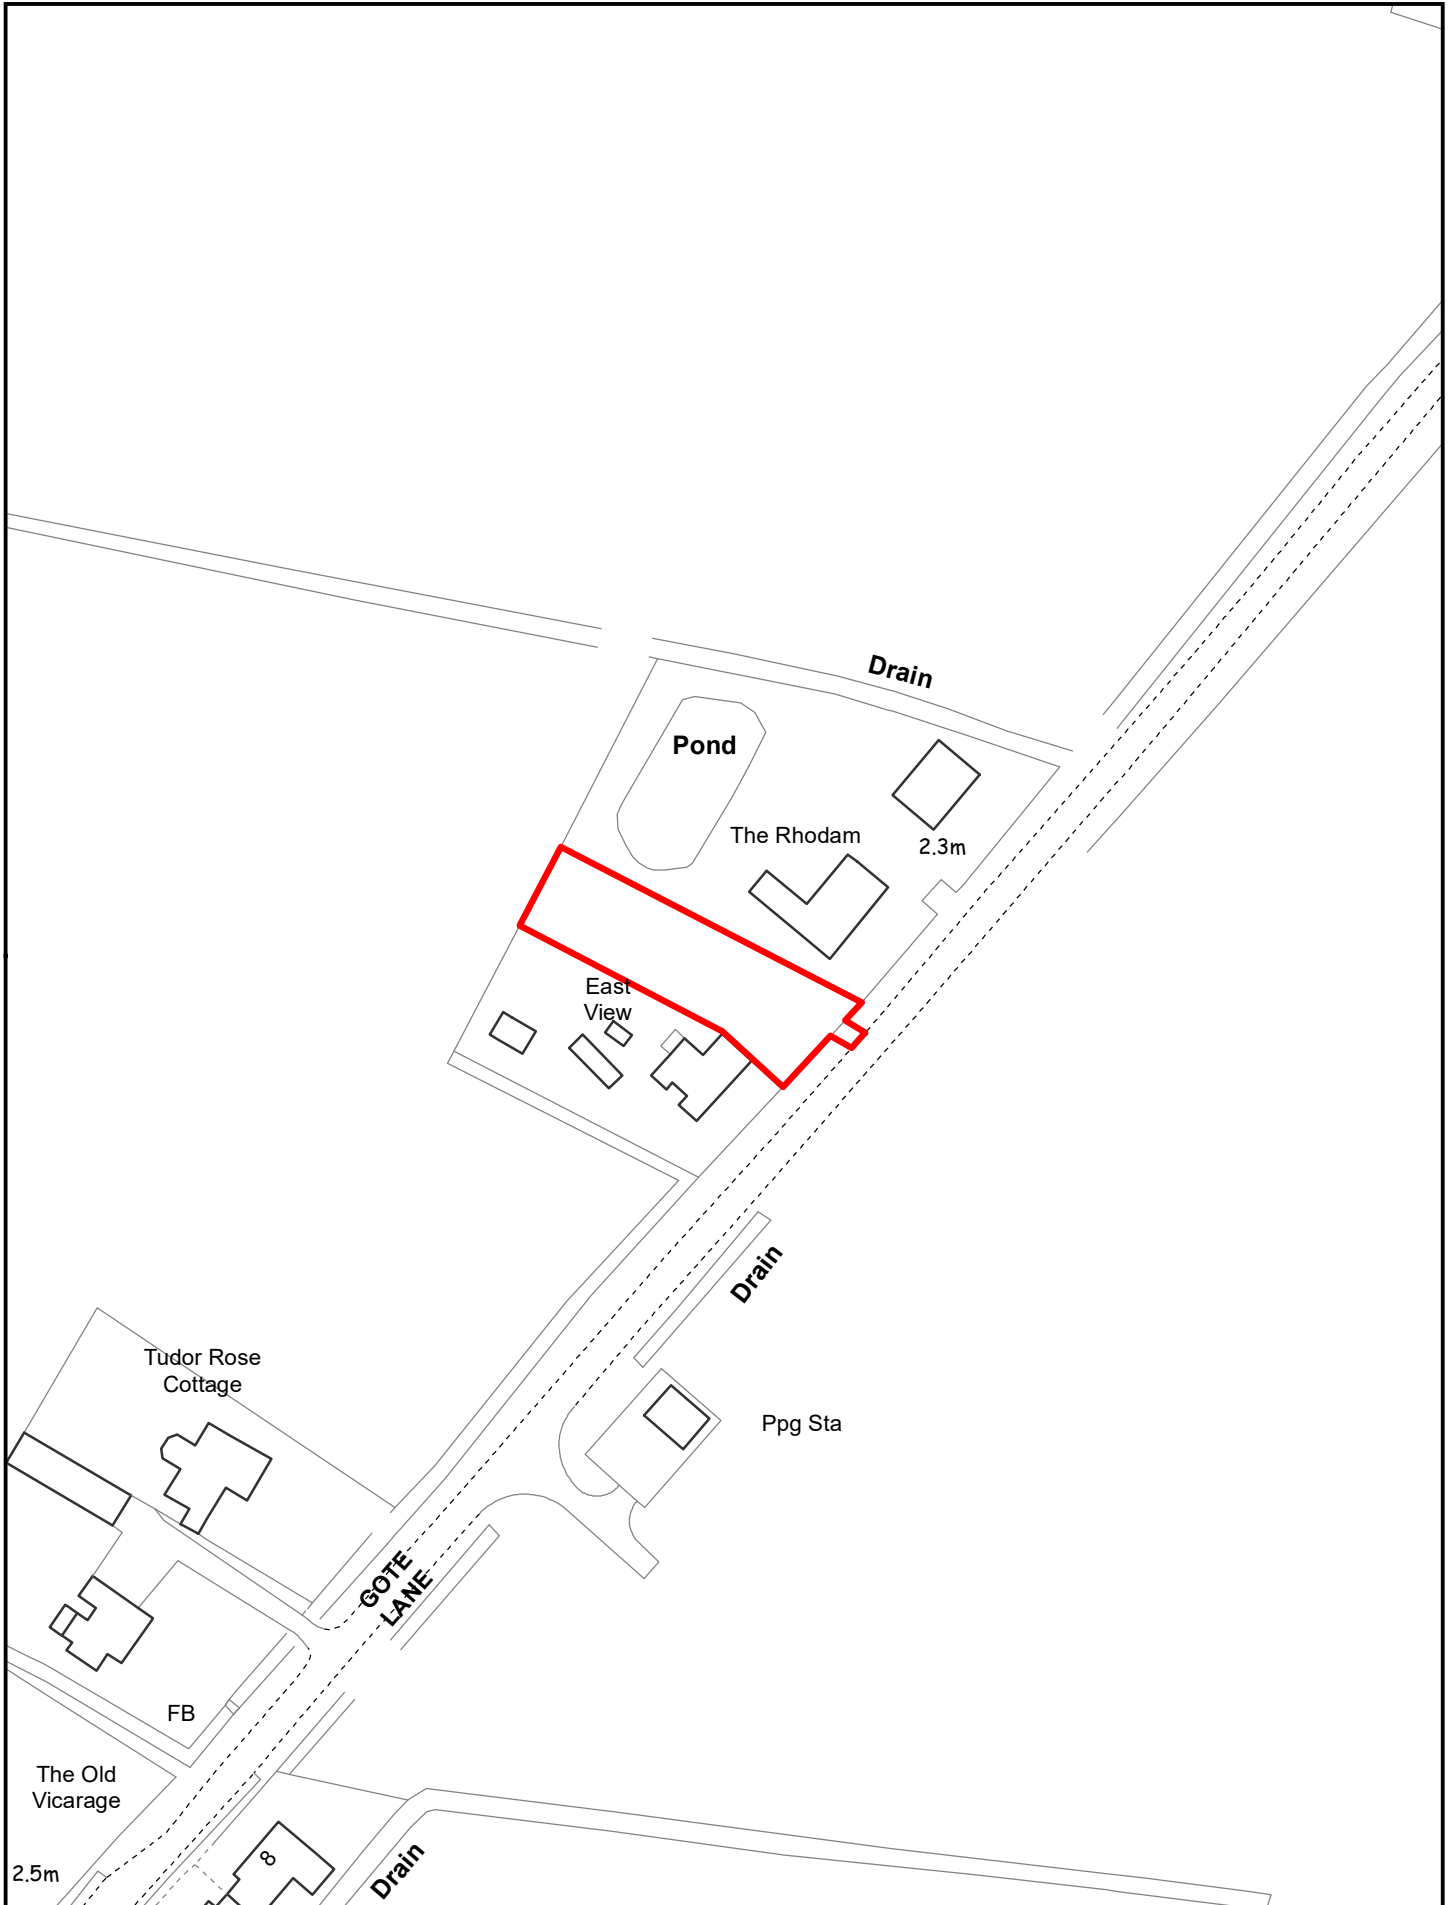 Drain
Pond
The Rhodam
2.3m
East
View
Drain
Tudor Rose
Cottage
Ppg Sta
GOTE
LANE
FB
The Old
Vicarage
8
Drain
2.5m